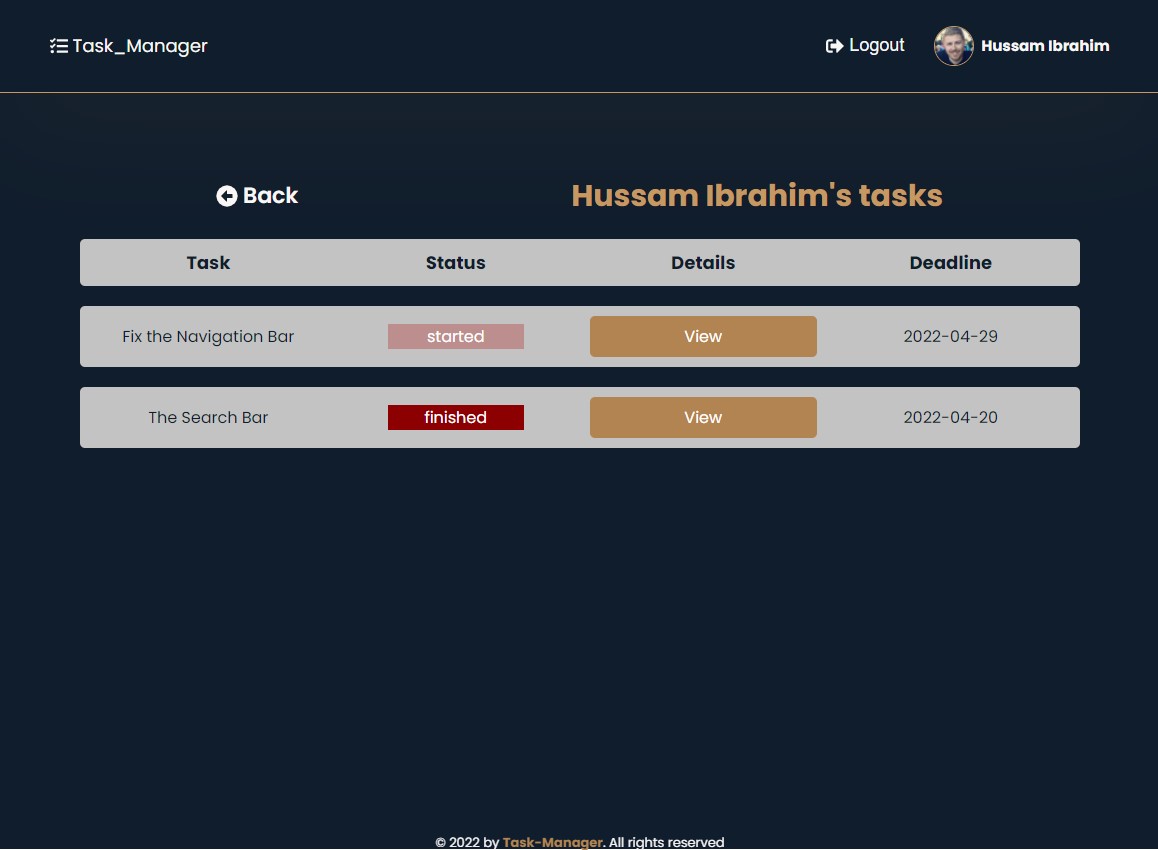 Task_Manager
Logout
Hussam Ibrahim
Back
Hussam Ibrahim's tasks
Task Status Details Deadline
Fix the Navigation Bar started View 2022-04-29
The Search Bar finished View 2022-04-20
© 2022 by Task-Manager. All rights reserved